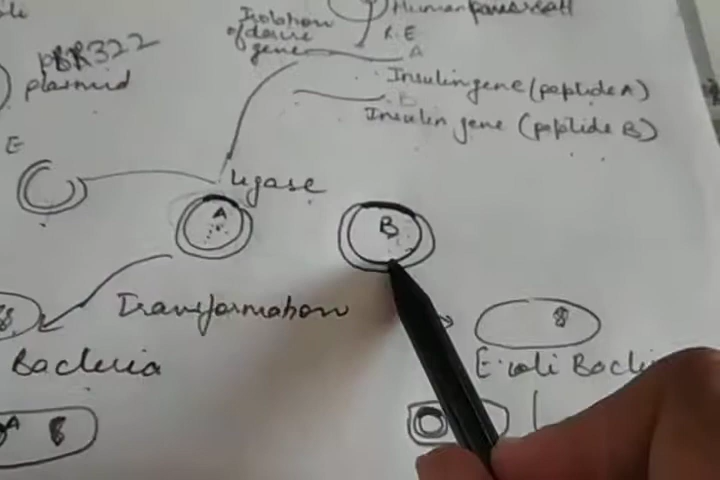 Isolation
of desire
gene
Human pancreas
R.E
A
pBR322
plasmid
Insulin gene (peptide A)
B
Insulin gene (peptide B)
E
ligase
A
B
Transformation
Bacteria
E.coli Bacte
A